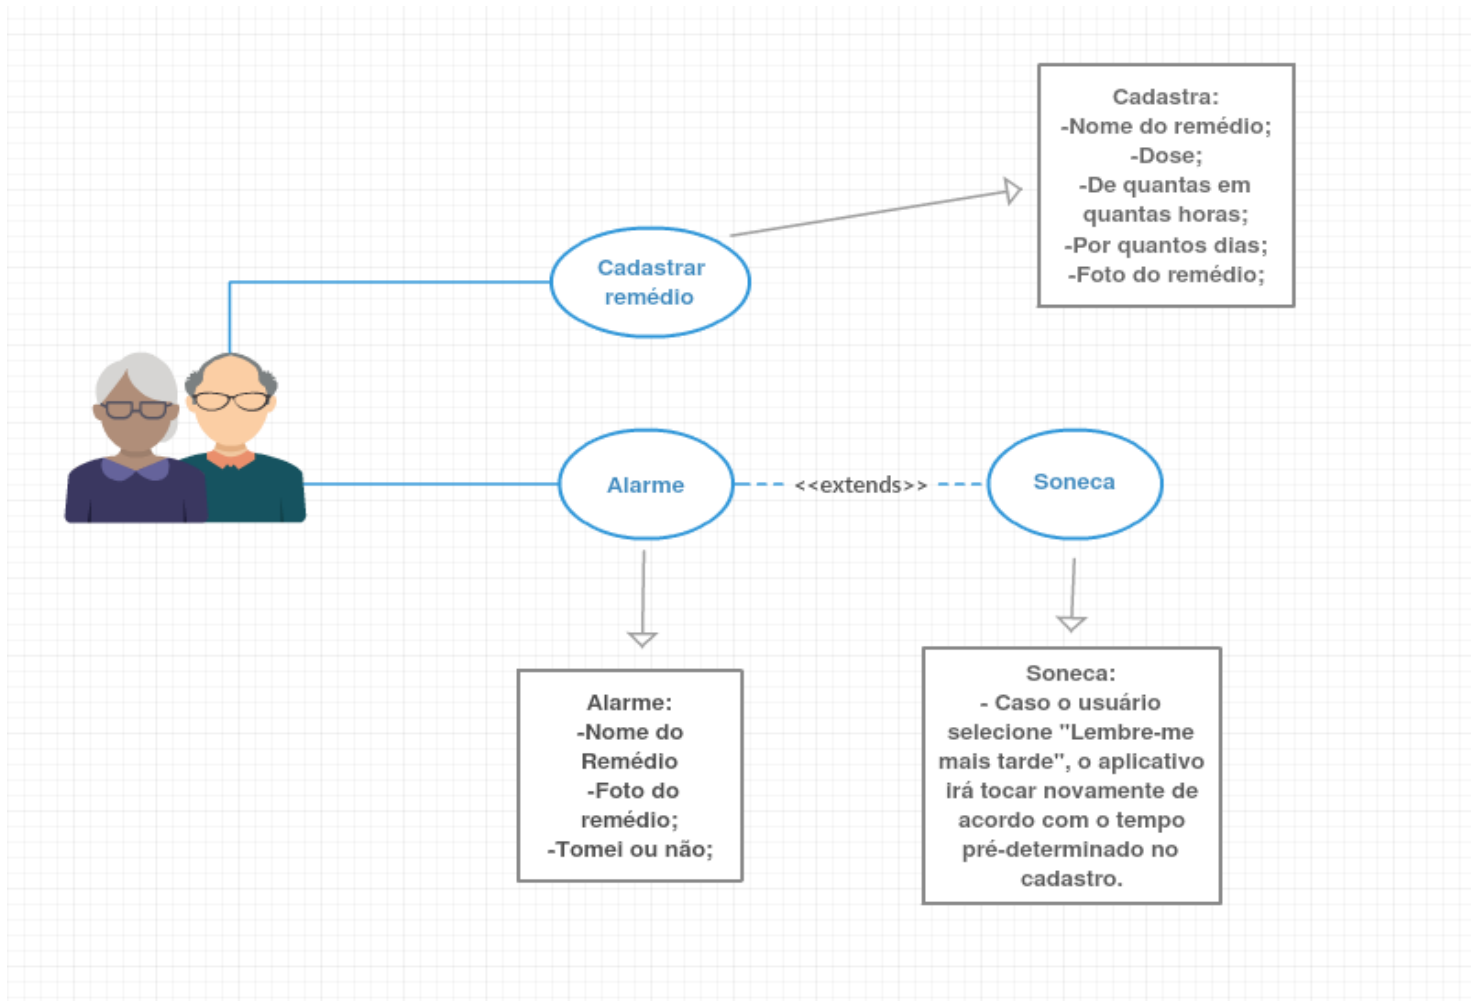 Cadastra:
-Nome do remédio;
-Dose;
-De quantas em
quantas horas;
-Por quantos dias;
-Foto do remédio;
Cadastrar
remédio
Alarme
<<extends>>
Soneca
Alarme:
-Nome do
Remédio
-Foto do
remédio;
-Tomei ou não;
Soneca:
- Caso o usuário
selecione "Lembre-me
mais tarde", o aplicativo
irá tocar novamente de
acordo com o tempo
pré-determinado no
cadastro.